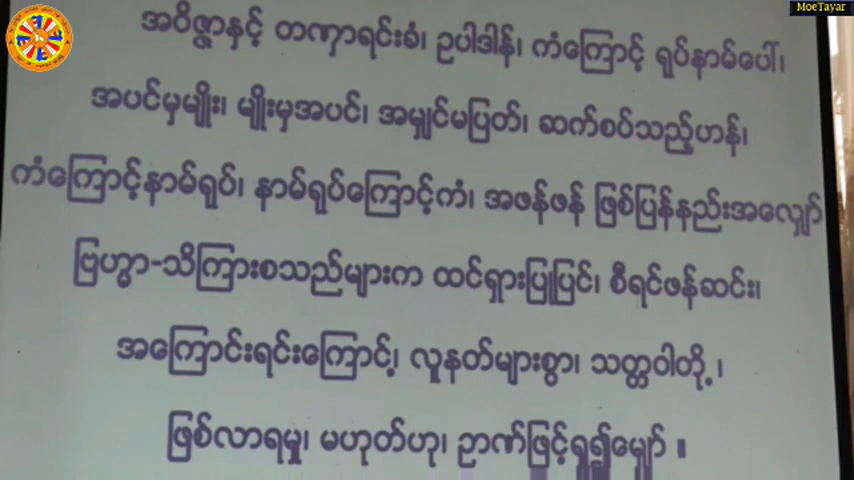 MoeTayar
အဝိဇ္ဇာနှင့် တဏှာရင်းခံ၊ ဥပါဒါန်၊ ကံကြောင့် ရုပ်နာမ်ပေါ်၊
အပင်မှမျိုး၊ မျိုးမှအပင်၊ အမျှင်မပြတ်၊ ဆက်စပ်သည့်ဟန်၊
ကံကြောင့်နာမ်ရုပ်၊ နာမ်ရုပ်ကြောင့်ကံ၊ အဖန်ဖန် ဖြစ်ပြန်နည်းအလျှော်
ဗြဟ္မာ-သိကြားစသည်များက ထင်ရှားပြုပြင်၊ စီရင်ဖန်ဆင်း၊
အကြောင်းရင်းကြောင့်၊ လူနတ်များစွာ၊ သတ္တဝါတို့၊
ဖြစ်လာရမှု၊ မဟုတ်ဟု၊ ဉာဏ်ဖြင့်ရှု၍မျှော် ။